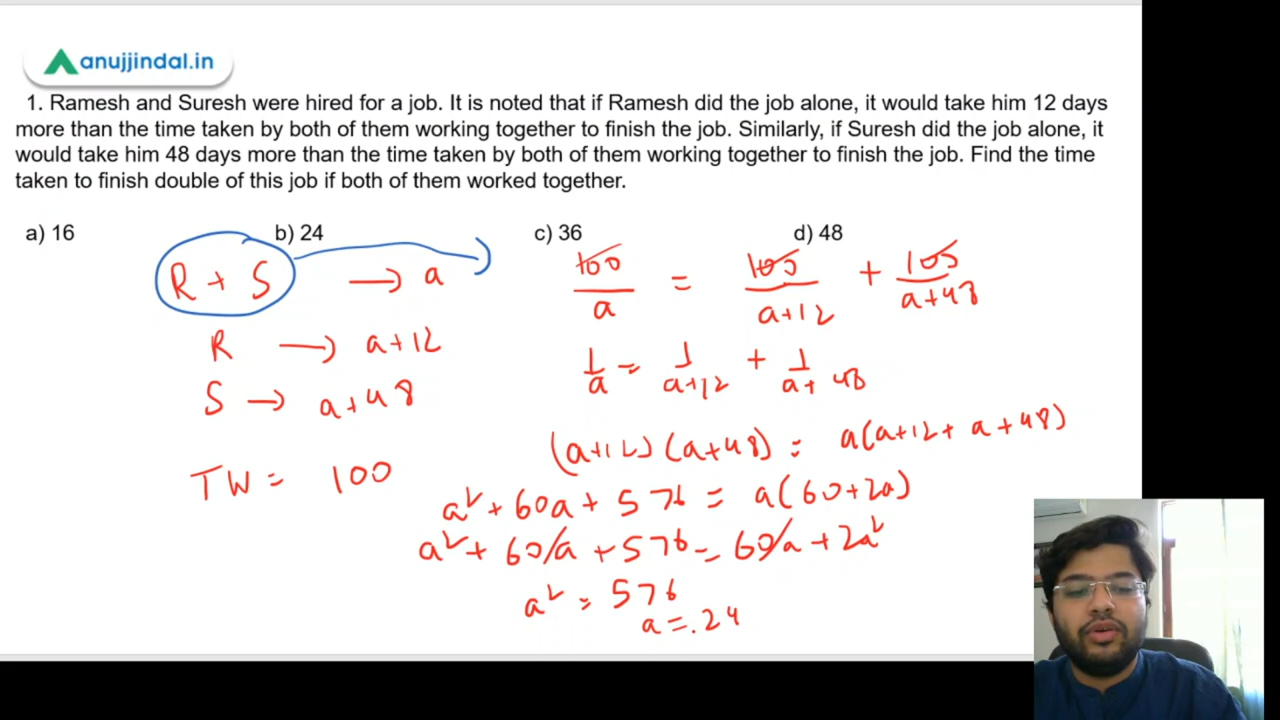 anujjindal.in
1. Ramesh and Suresh were hired for a job. It is noted that if Ramesh did the job alone, it would take him 12 days
more than the time taken by both of them working together to finish the job. Similarly, if Suresh did the job alone, it
would take him 48 days more than the time taken by both of them working together to finish the job. Find the time
taken to finish double of this job if both of them worked together.
a) 16 b) 24 c) 36 d) 48
R + S → a
R → a+12
S → a+48
TW = 100
100/a = 100/a+12 + 100/a+48
1/a = 1/a+12 + 1/a+48
(a+12)(a+48) = a(a+12+a+48)
a²+60a+576 = a(60+2a)
a²+60a+576=60a+2a²
a² = 576
a=.24